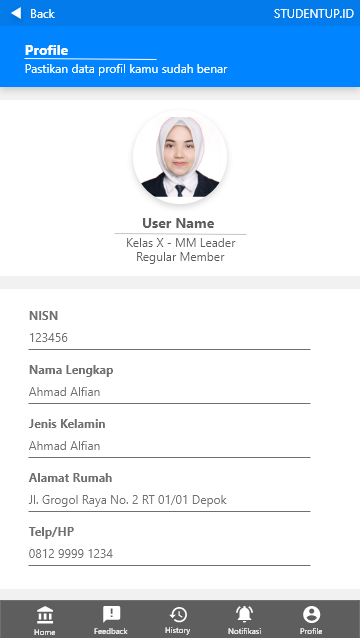 Back
STUDENTUP.ID
Profile
Pastikan data profil kamu sudah benar
User Name
Kelas X - MM Leader
Regular Member
NISN
123456
Nama Lengkap
Ahmad Alfian
Jenis Kelamin
Ahmad Alfian
Alamat Rumah
Jl. Grogol Raya No. 2 RT 01/01 Depok
Telp/HP
0812 9999 1234
Home
Feedback
History
Notifikasi
Profile